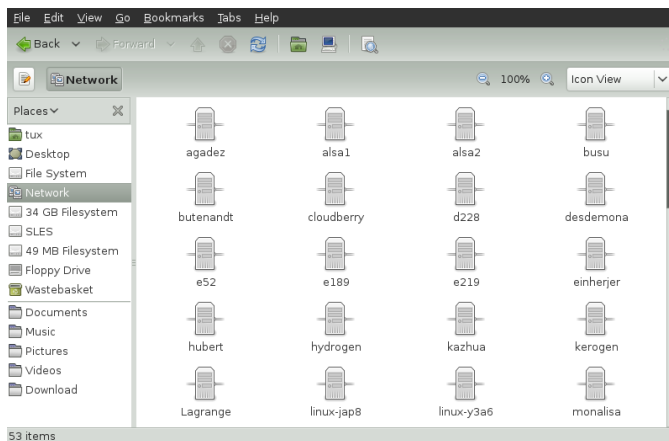 File Edit View Go Bookmarks Tabs Help
Back Forward
Network 100% Icon View
Places
tux
Desktop
File System
Network
34 GB Filesystem
SLES
49 MB Filesystem
Floppy Drive
Wastebasket
Documents
Music
Pictures
Videos
Download
agadez alsa1 alsa2 busu
butenandt cloudberry d228 desdemona
e52 e189 e219 einherjer
hubert hydrogen kazhua kerogen
Lagrange linux-jap8 linux-y3a6 monalisa
53 items